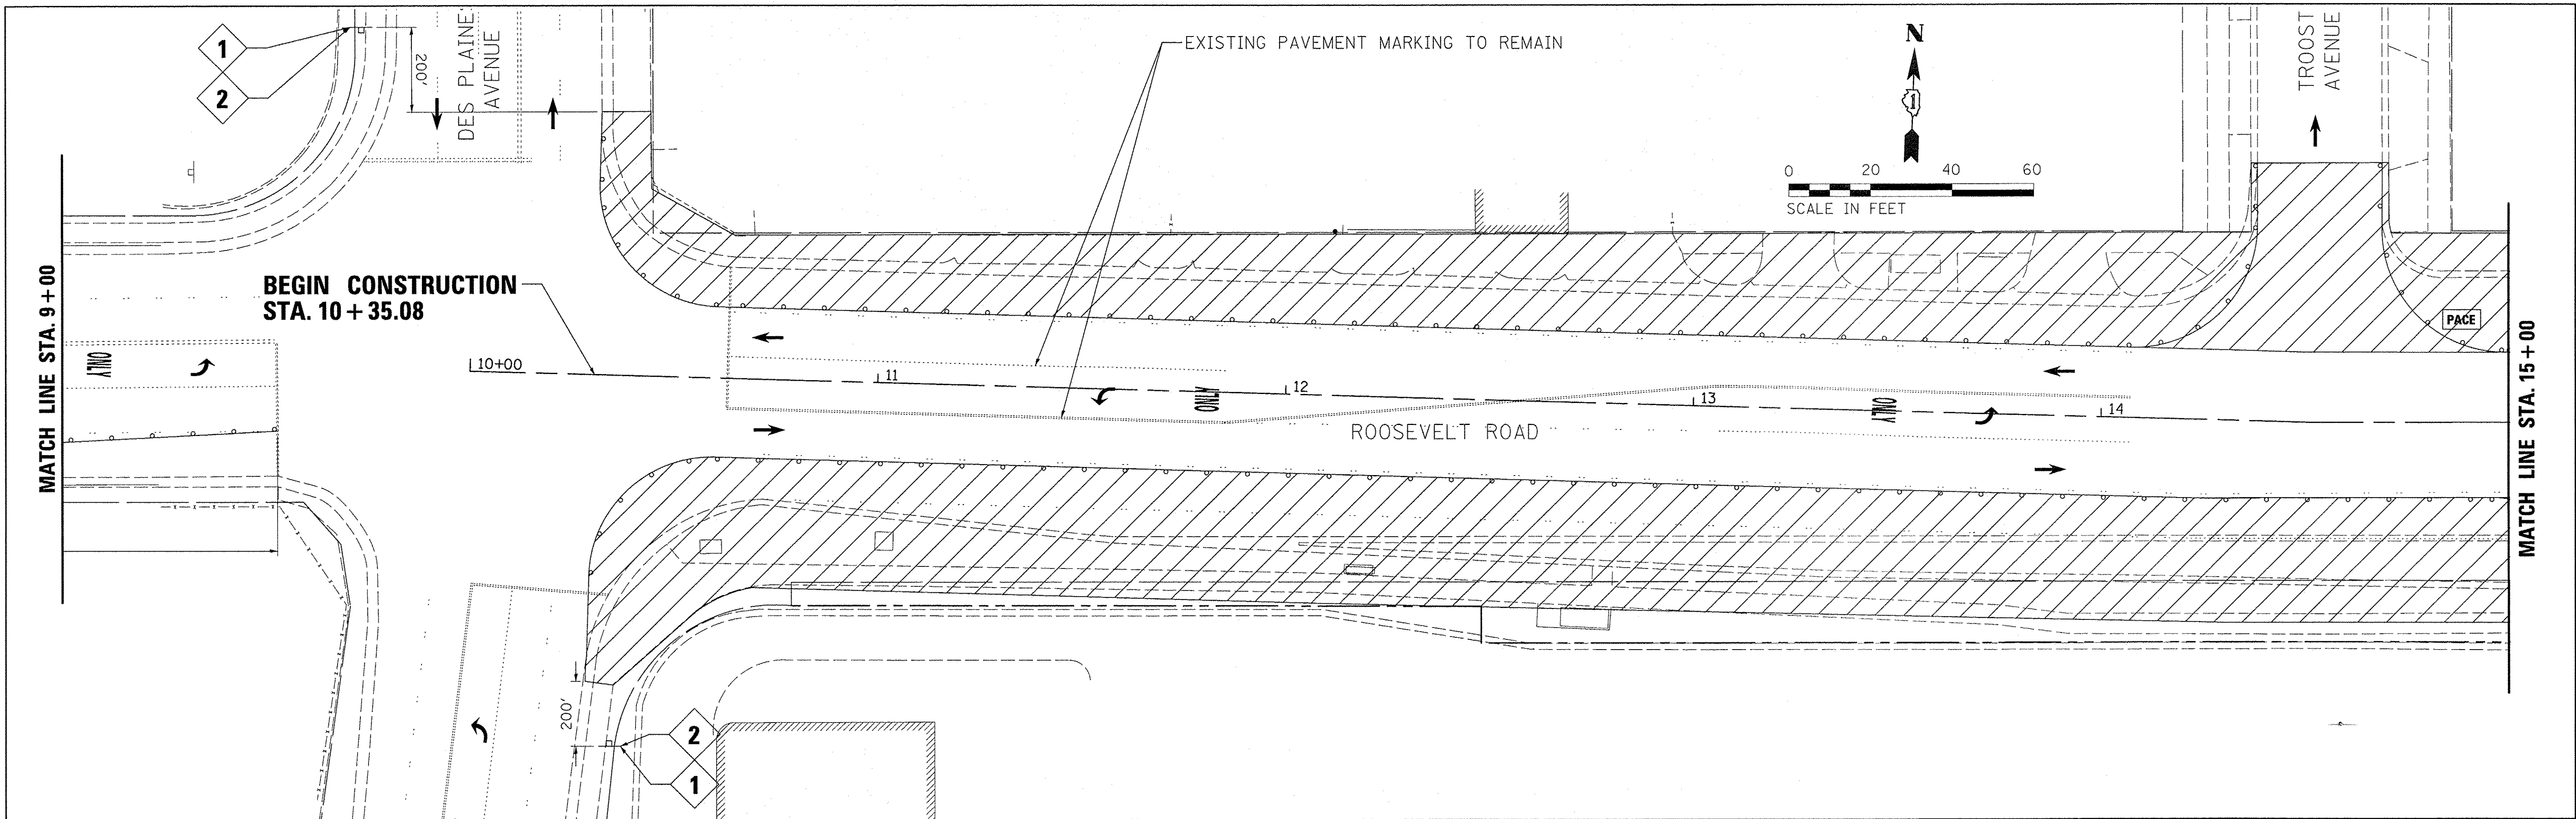 1
2
200'
DES PLAINE
AVENUE
EXISTING PAVEMENT MARKING TO REMAIN
N
1
0 20 40 60
SCALE IN FEET
TROOST
AVENUE
MATCH LINE STA. 9+00
BEGIN CONSTRUCTION
STA. 10+35.08
ONLY
10+00
11
12
13
14
ONLY
ONLY
ROOSEVELT ROAD
PACE
MATCH LINE STA. 15+00
200'
2
1